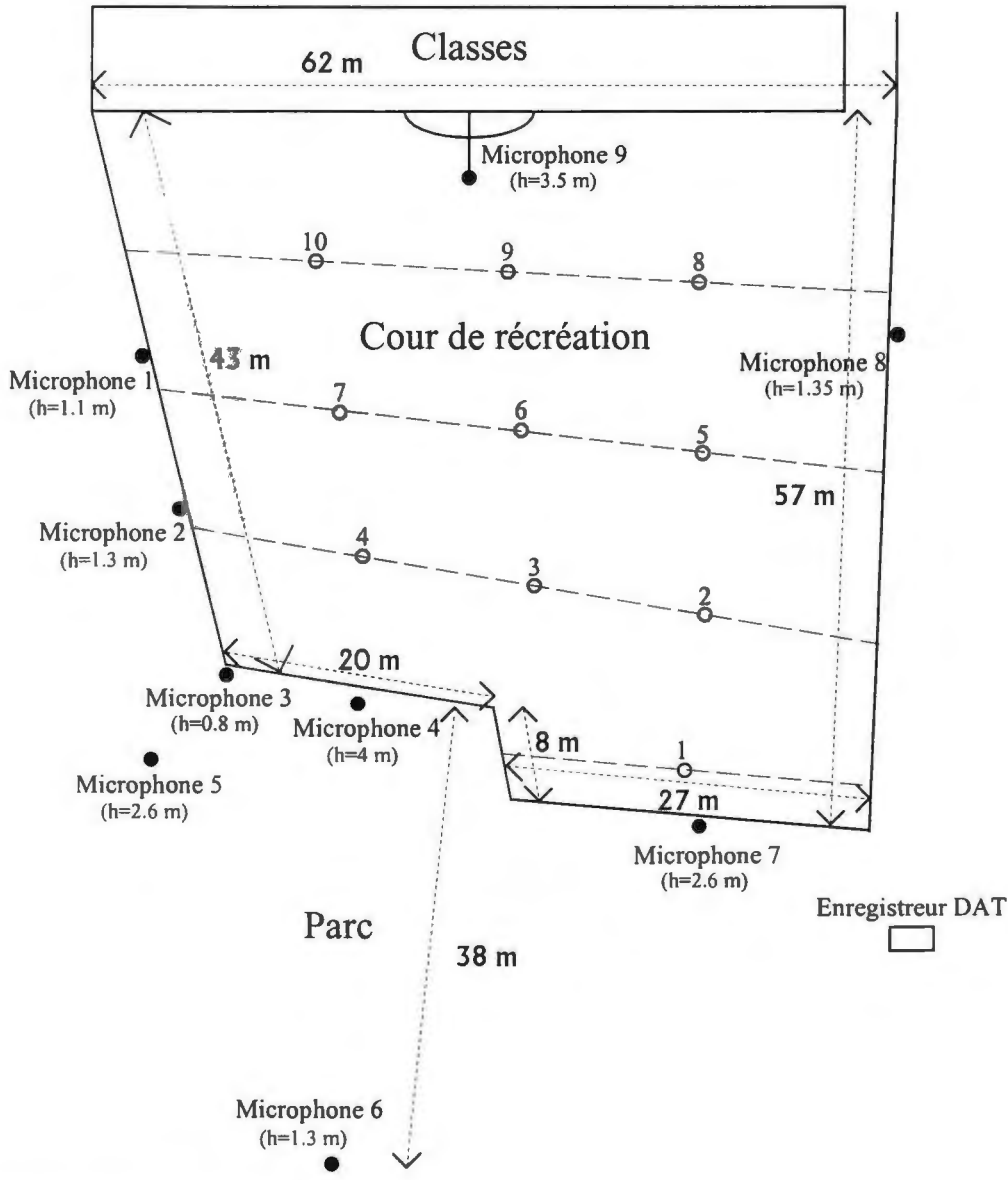 Classes
62 m
Microphone 9
(h=3.5 m)
10
9
8
Cour de récréation
43 m
Microphone 1
(h=1.1 m)
Microphone 8
(h=1.35 m)
7
6
5
57 m
Microphone 2
(h=1.3 m)
4
3
2
20 m
Microphone 3
(h=0.8 m)
Microphone 4
(h=4 m)
8 m
1
27 m
Microphone 5
(h=2.6 m)
Microphone 7
(h=2.6 m)
Enregistreur DAT
Parc
38 m
Microphone 6
(h=1.3 m)